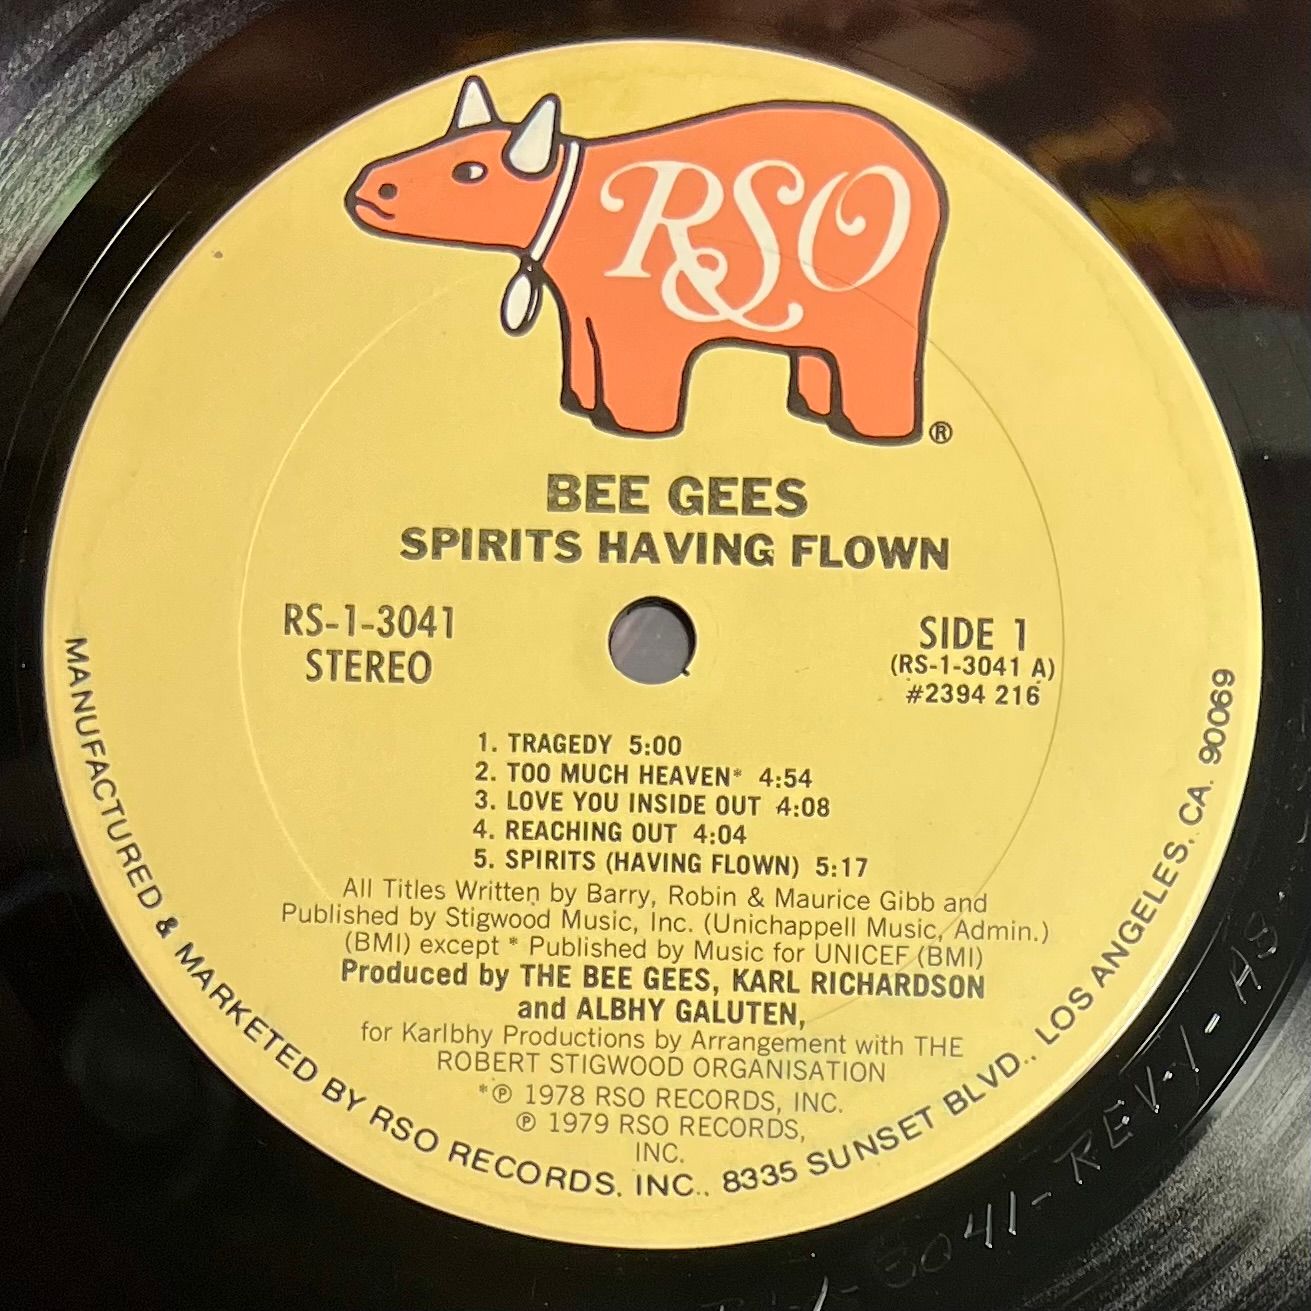 RSO
®
BEE GEES
SPIRITS HAVING FLOWN
RS-1-3041
STEREO
SIDE 1
(RS-1-3041 A)
#2394 216
1. TRAGEDY 5:00
2. TOO MUCH HEAVEN* 4:54
3. LOVE YOU INSIDE OUT 4:08
4. REACHING OUT 4:04
5. SPIRITS (HAVING FLOWN) 5:17
All Titles Written by Barry, Robin & Maurice Gibb and
Published by Stigwood Music, Inc. (Unichappell Music, Admin.)
(BMI) except * Published by Music for UNICEF (BMI)
Produced by THE BEE GEES, KARL RICHARDSON
and ALBHY GALUTEN,
for Karlbhy Productions by Arrangement with THE
ROBERT STIGWOOD ORGANISATION
*℗ 1978 RSO RECORDS, INC.
℗ 1979 RSO RECORDS,
INC.
MANUFACTURED & MARKETED BY RSO RECORDS, INC., 8335 SUNSET BLVD., LOS ANGELES, CA. 90069
3041-REV-1-AS